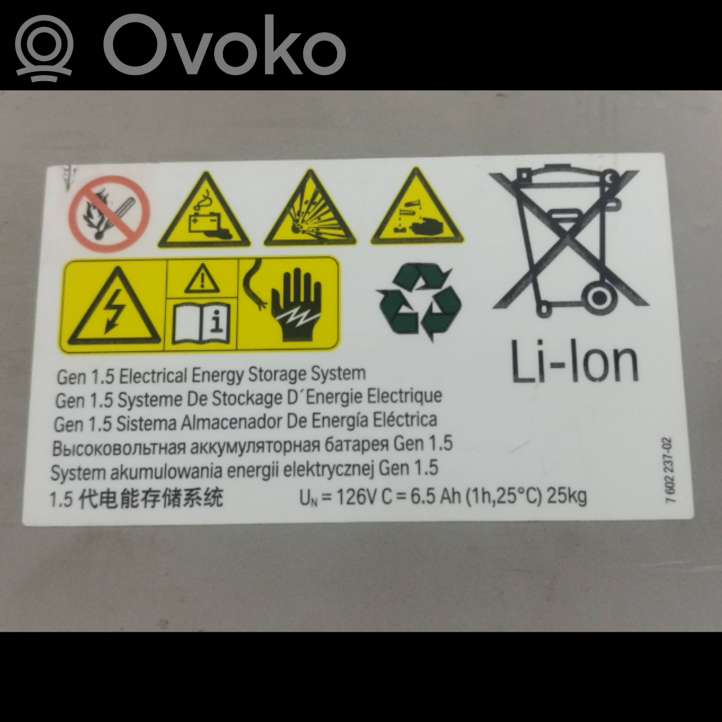 Ovoko
Li-Ion
Gen 1.5 Electrical Energy Storage System
Gen 1.5 Systeme De Stockage D´Energie Electrique
Gen 1.5 Sistema Almacenador De Energía Eléctrica
Высоковольтная аккумуляторная батарея Gen 1.5
System akumulowania energii elektrycznej Gen 1.5
1.5 代电能存储系统 UN = 126V C = 6.5 Ah (1h,25°C) 25kg
7 602 237-02